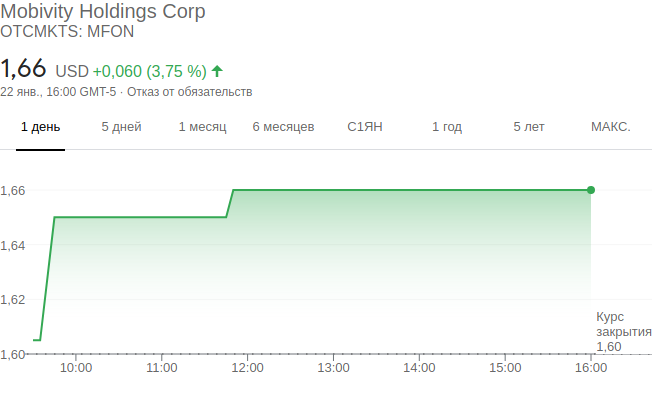 Mobivity Holdings Corp
OTCMKTS: MFON
1,66 USD +0,060 (3,75 %)
22 янв., 16:00 GMT-5 · Отказ от обязательств
1 день 5 дней 1 месяц 6 месяцев С1ЯН 1 год 5 лет МАКС.
1,66
1,64
1,62
1,60
Курс
закрытия
1,60
10:00 11:00 12:00 13:00 14:00 15:00 16:00